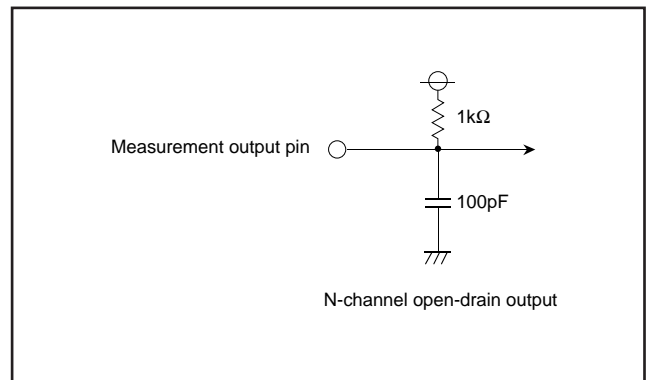 1kΩ
Measurement output pin
100pF
N-channel open-drain output